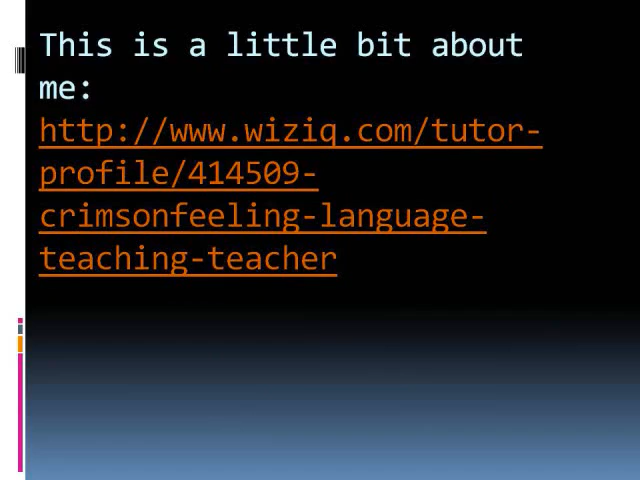 This is a little bit about
me:
http://www.wiziq.com/tutor-
profile/414509-
crimsonfeeling-language-
teaching-teacher